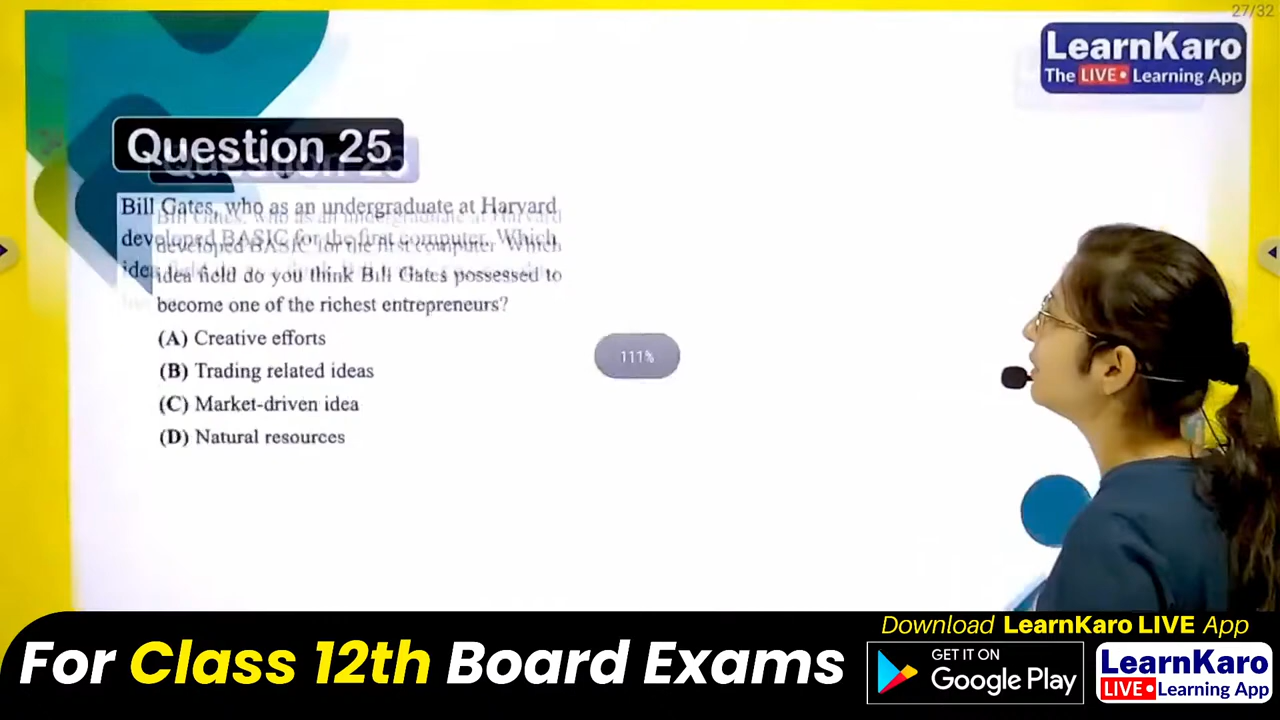 27/32
LearnKaro
The LIVE Learning App
Question 25
Bill Gates, who as an undergraduate at Harvard
developed BASIC for the first computer. Which
idea field do you think Bill Gates possessed to
become one of the richest entrepreneurs?
(A) Creative efforts
(B) Trading related ideas
(C) Market-driven idea
(D) Natural resources
111%
For Class 12th Board Exams
Download LearnKaro LIVE App
GET IT ON
Google Play
LearnKaro
LIVE Learning App